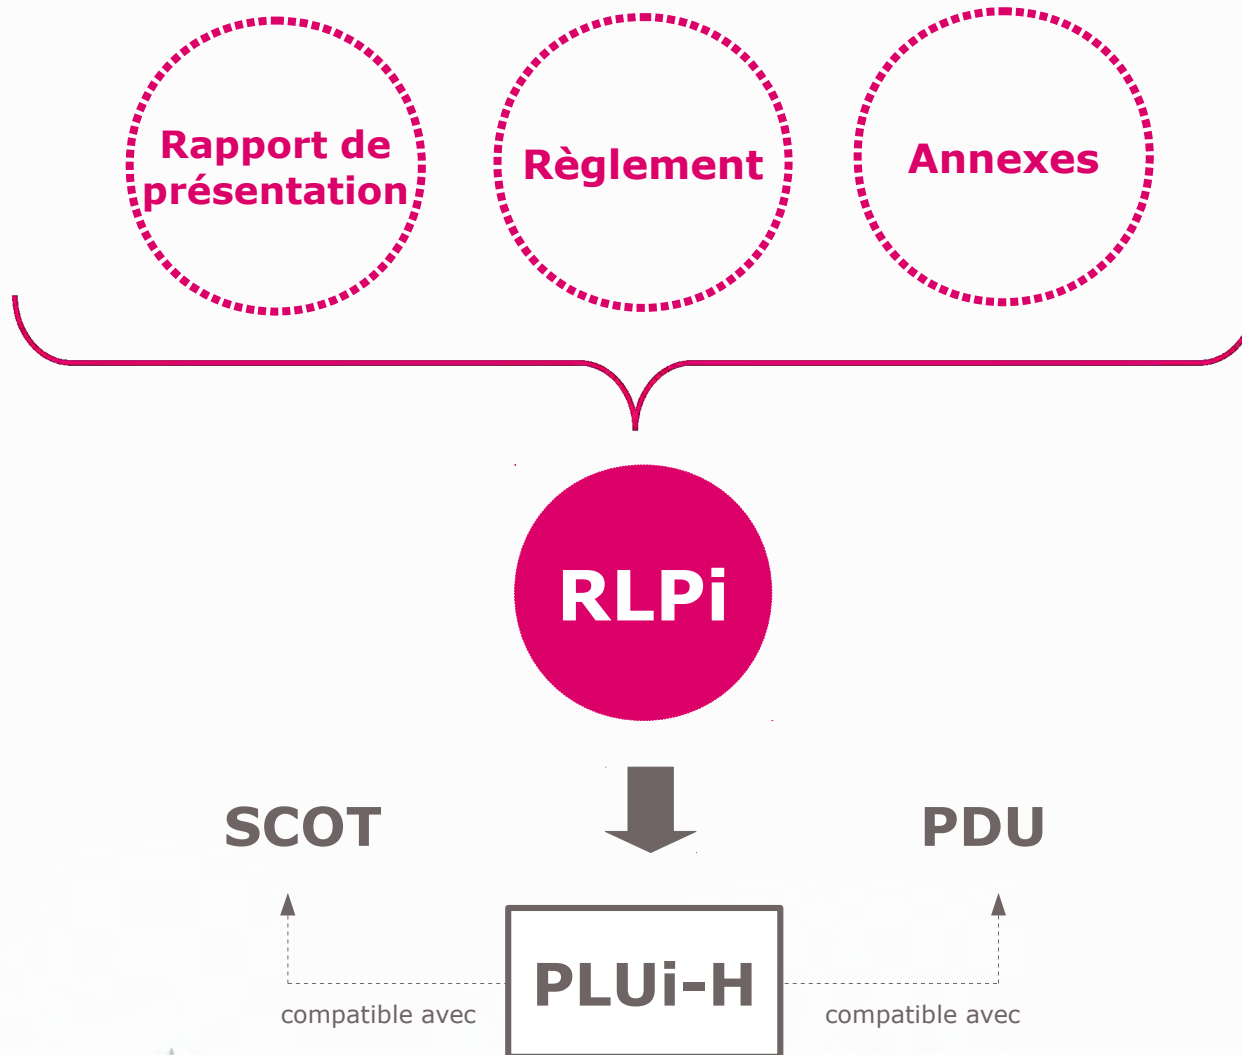 Rapport de
présentation
Règlement
Annexes
RLPi
SCOT
PDU
PLUi-H
compatible avec
compatible avec